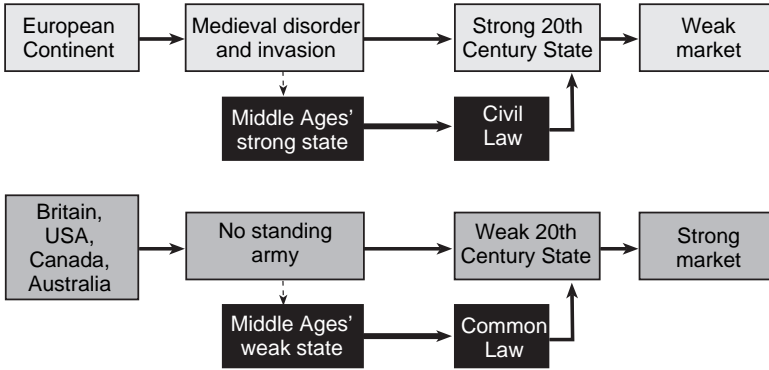 European
Continent
Medieval disorder
and invasion
Strong 20th
Century State
Weak
market
Middle Ages’
strong state
Civil
Law
Britain,
USA,
Canada,
Australia
No standing
army
Weak 20th
Century State
Strong
market
Middle Ages’
weak state
Common
Law